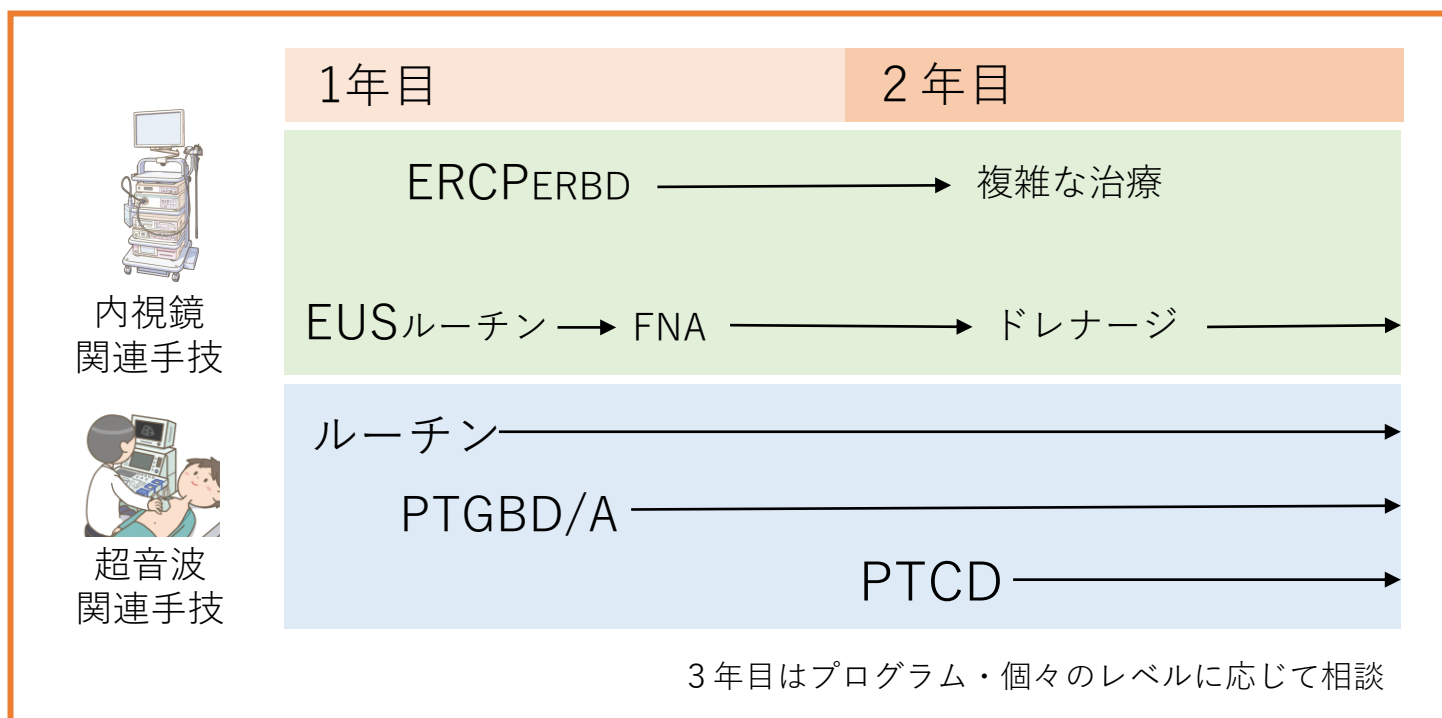 1年目 2年目
ERCPERBD 複雑な治療
内視鏡
関連手技
EUSルーチン FNA ドレナージ
ルーチン
PTGBD/A
PTCD
超音波
関連手技
3年目はプログラム・個々のレベルに応じて相談